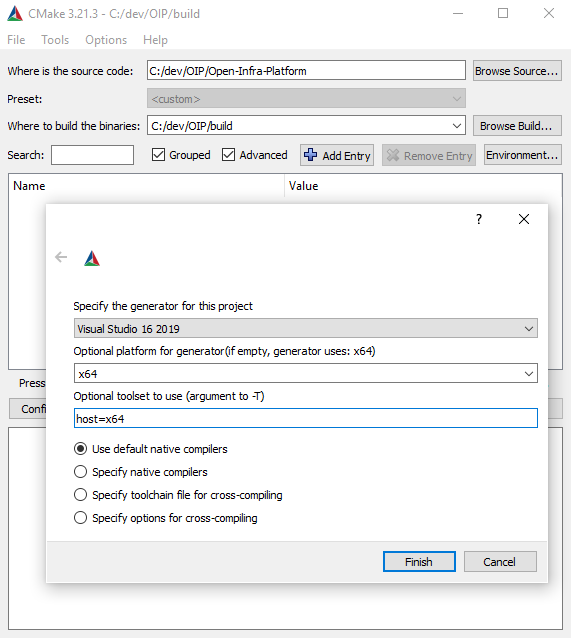 CMake 3.21.3 - C:/dev/OIP/build
File Tools Options Help
Where is the source code: C:/dev/OIP/Open-Infra-Platform Browse Source...
Preset: <custom>
Where to build the binaries: C:/dev/OIP/build Browse Build...
Search: Grouped Advanced Add Entry Remove Entry Environment...
Name Value
?
Specify the generator for this project
Visual Studio 16 2019
Optional platform for generator(if empty, generator uses: x64)
x64
Press
Optional toolset to use (argument to -T)
Confi
host=x64
Use default native compilers
Specify native compilers
Specify toolchain file for cross-compiling
Specify options for cross-compiling
Finish Cancel